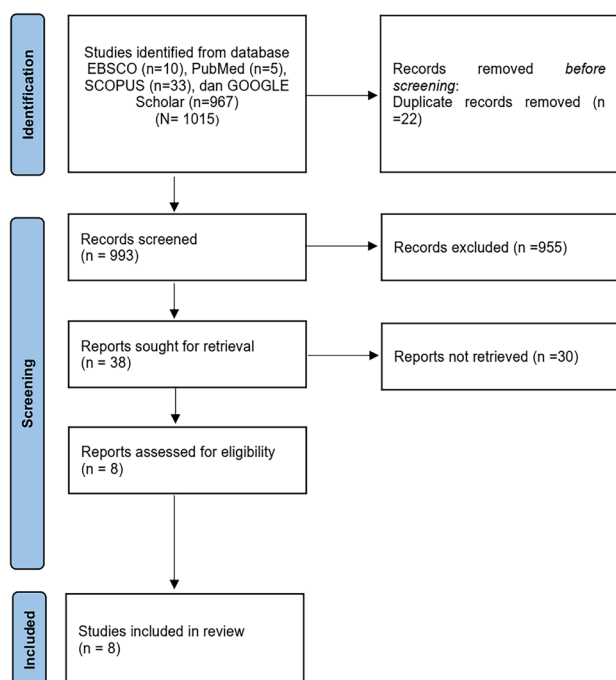 Identification
Studies identified from database
EBSCO (n=10), PubMed (n=5),
SCOPUS (n=33), dan GOOGLE
Scholar (n=967)
(N= 1015)
Records removed before
screening:
Duplicate records removed (n
=22)
Screening
Records screened
(n = 993)
Records excluded (n =955)
Reports sought for retrieval
(n = 38)
Reports not retrieved (n =30)
Reports assessed for eligibility
(n = 8)
Included
Studies included in review
(n = 8)